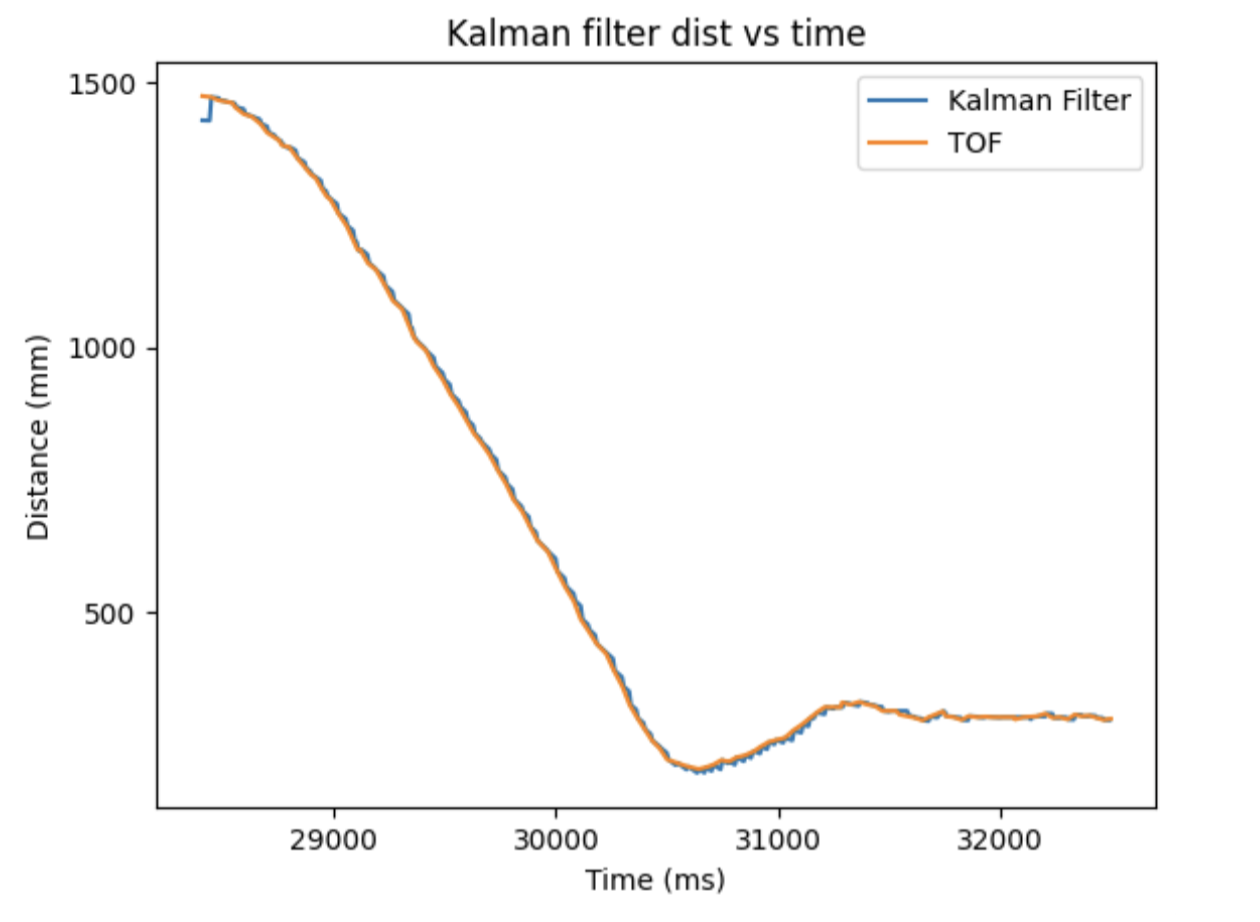 Kalman filter dist vs time
1500
1000
500
Distance (mm)
Kalman Filter
TOF
29000
30000
31000
32000
Time (ms)